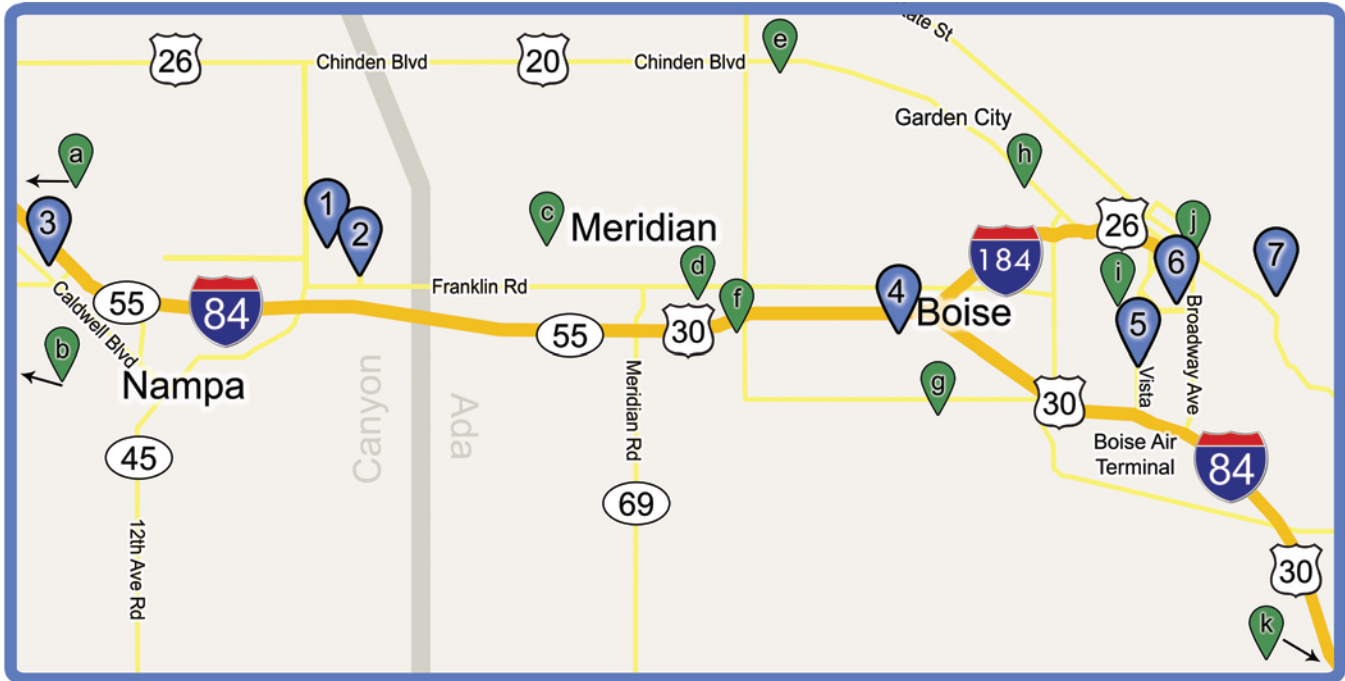 ate St
e
26
Chinden Blvd
20
Chinden Blvd
Garden City
a
h
1
2
3
c
Meridian
26
j
184
6
7
d
i
Franklin Rd
4
Boise
f
5
55
84
55
30
Caldwell Blvd
b
Nampa
Canyon
Ada
Meridian Rd
g
30
Vista
Broadway Ave
Boise Air
Terminal
84
45
69
12th Ave Rd
30
k